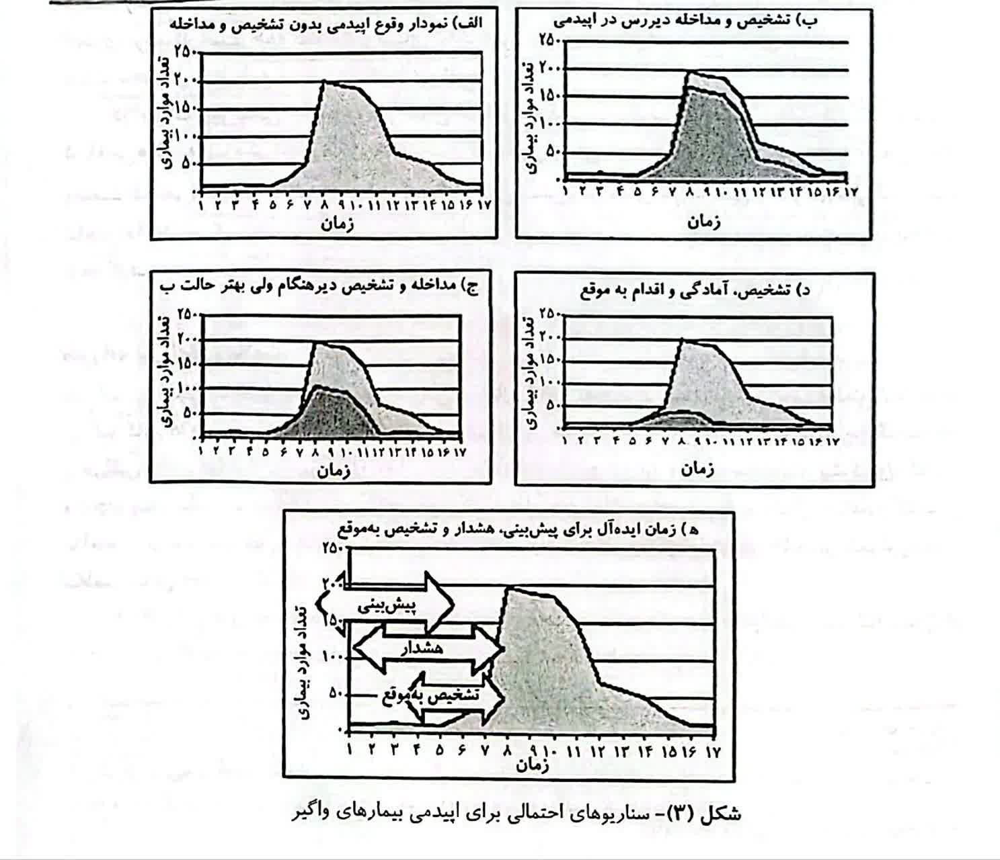 الف) نمودار وقوع اپیدمی بدون تشخیص و مداخله
تعداد موارد بیماری
۲۵۰
۲۰۰
۱۵۰
۱۰۰
۵۰
۰
۱ ۲ ۳ ۴ ۵ ۶ ۷ ۸ ۹ ۱۰ ۱۱ ۱۲ ۱۳ ۱۴ ۱۵ ۱۶ ۱۷
زمان
ب) تشخیص و مداخله دیررس در اپیدمی
تعداد موارد بیماری
۲۵۰
۲۰۰
۱۵۰
۱۰۰
۵۰
۰
۱ ۲ ۳ ۴ ۵ ۶ ۷ ۸ ۹ ۱۰ ۱۱ ۱۲ ۱۳ ۱۴ ۱۵ ۱۶ ۱۷
زمان
ج) مداخله و تشخیص دیرهنگام ولی بهتر حالت ب
تعداد موارد بیماری
۲۵۰
۲۰۰
۱۵۰
۱۰۰
۵۰
۰
۱ ۲ ۳ ۴ ۵ ۶ ۷ ۸ ۹ ۱۰ ۱۱ ۱۲ ۱۳ ۱۴ ۱۵ ۱۶ ۱۷
زمان
د) تشخیص، آمادگی و اقدام به موقع
تعداد موارد بیماری
۲۵۰
۲۰۰
۱۵۰
۱۰۰
۵۰
۰
۱ ۲ ۳ ۴ ۵ ۶ ۷ ۸ ۹ ۱۰ ۱۱ ۱۲ ۱۳ ۱۴ ۱۵ ۱۶ ۱۷
زمان
ه) زمان ایده‌آل برای پیش‌بینی، هشدار و تشخیص به‌موقع
تعداد موارد بیماری
۲۵۰
۲۰۰
پیش‌بینی
۱۵۰
هشدار
۱۰۰
تشخیص به‌موقع
۵۰
۰
۱ ۲ ۳ ۴ ۵ ۶ ۷ ۸ ۹ ۱۰ ۱۱ ۱۲ ۱۳ ۱۴ ۱۵ ۱۶ ۱۷
زمان
شکل (۳)- سناریوهای احتمالی برای اپیدمی بیمارهای واگیر